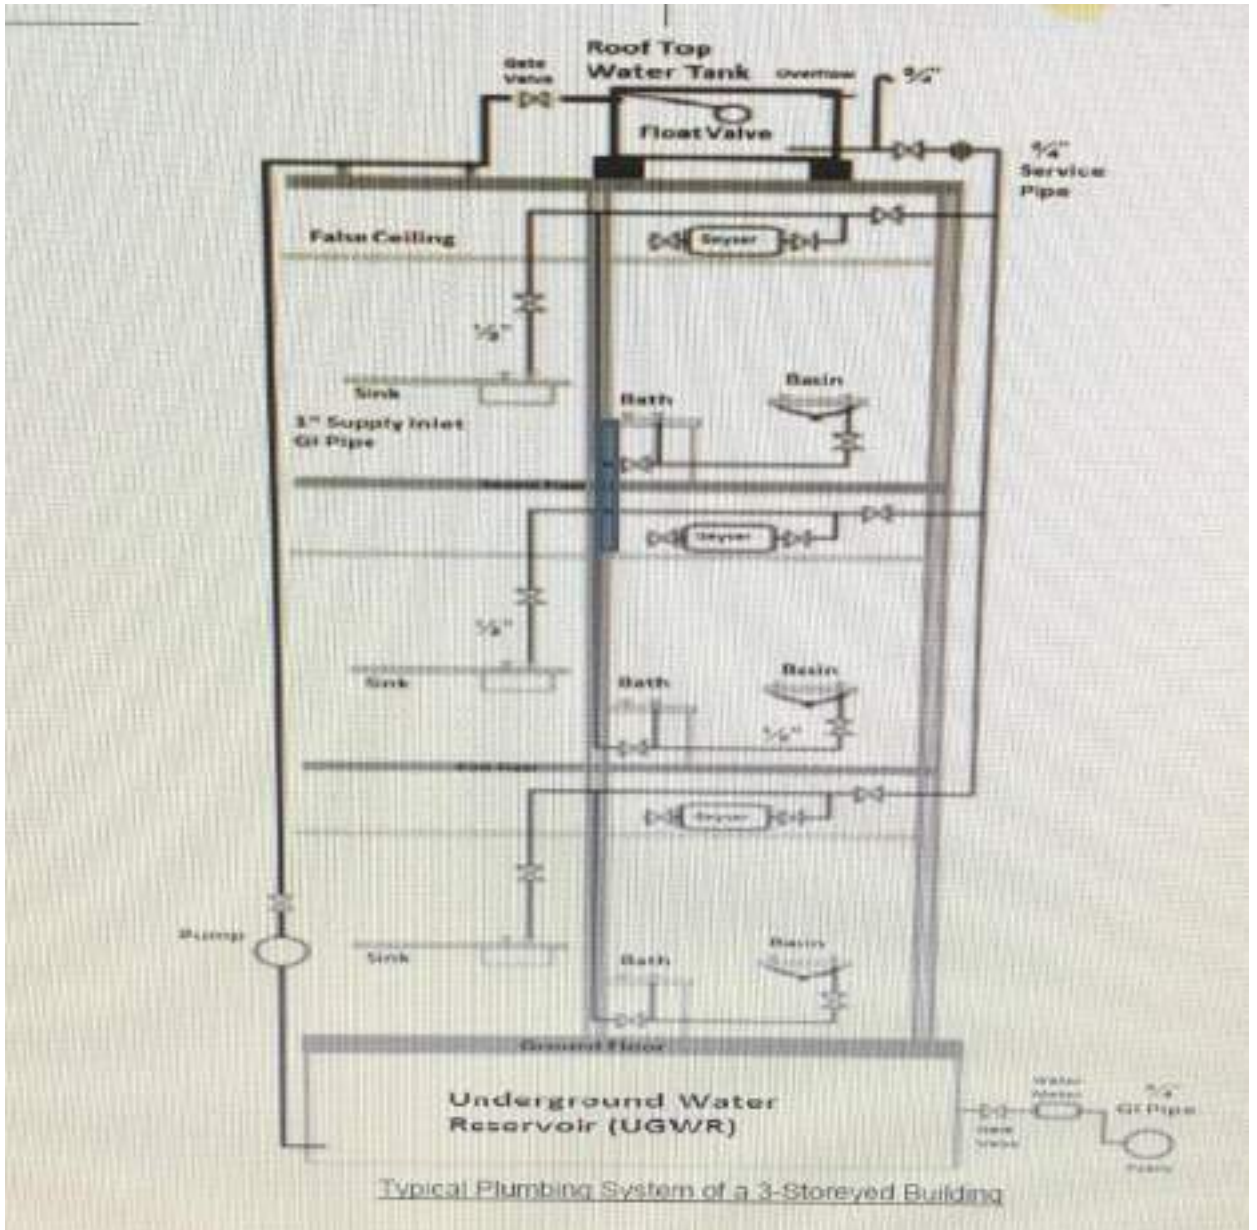 Gate
Valve
Roof Top
Water Tank
Overflow
¾"
Float Valve
¾"
Service
Pipe
False Ceiling
Geyser
½"
Sink
Bath
Basin
1" Supply Inlet
GI Pipe
Geyser
½"
Sink
Bath
Basin
½"
First Floor
Geyser
Pump
Sink
Bath
Basin
Ground Floor
Underground Water
Reservoir (UGWR)
Water
Meter
¾"
GI Pipe
Gate
Valve
Typical Plumbing System of a 3-Storeyed Building